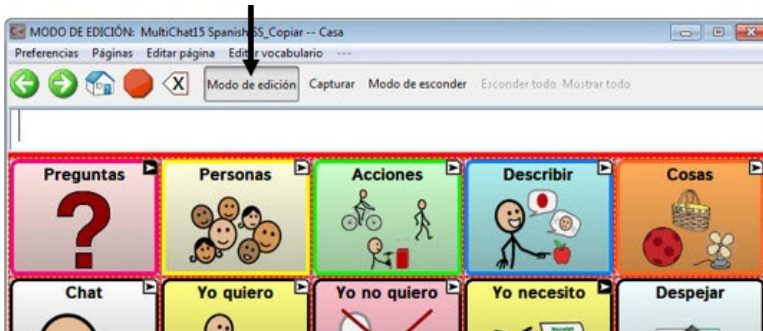 MODO DE EDICIÓN: MultiChat15 Spanish SS_Copiar -- Casa
Preferencias Páginas Editar página Editar vocabulario ---
X Modo de edición Capturar Modo de esconder Esconder todo Mostrar todo
Preguntas Personas Acciones Describir Cosas
?
Chat Yo quiero Yo no quiero Yo necesito Despejar